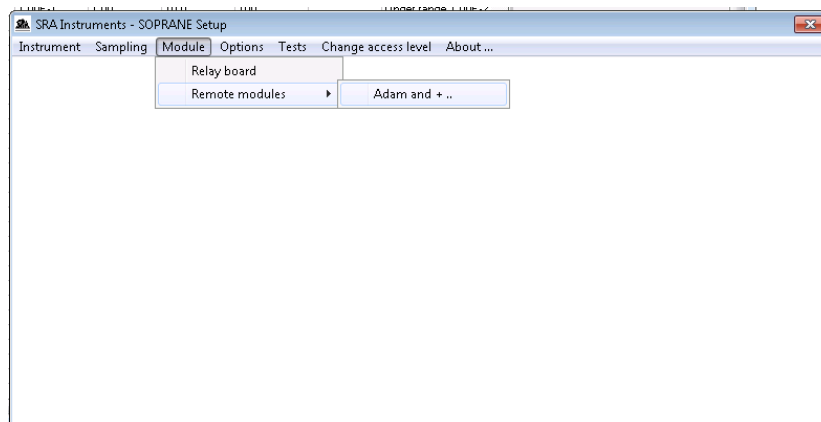 SRA Instruments - SOPRANE Setup
Instrument Sampling Module Options Tests Change access level About ...
Relay board
Remote modules
Adam and + ..